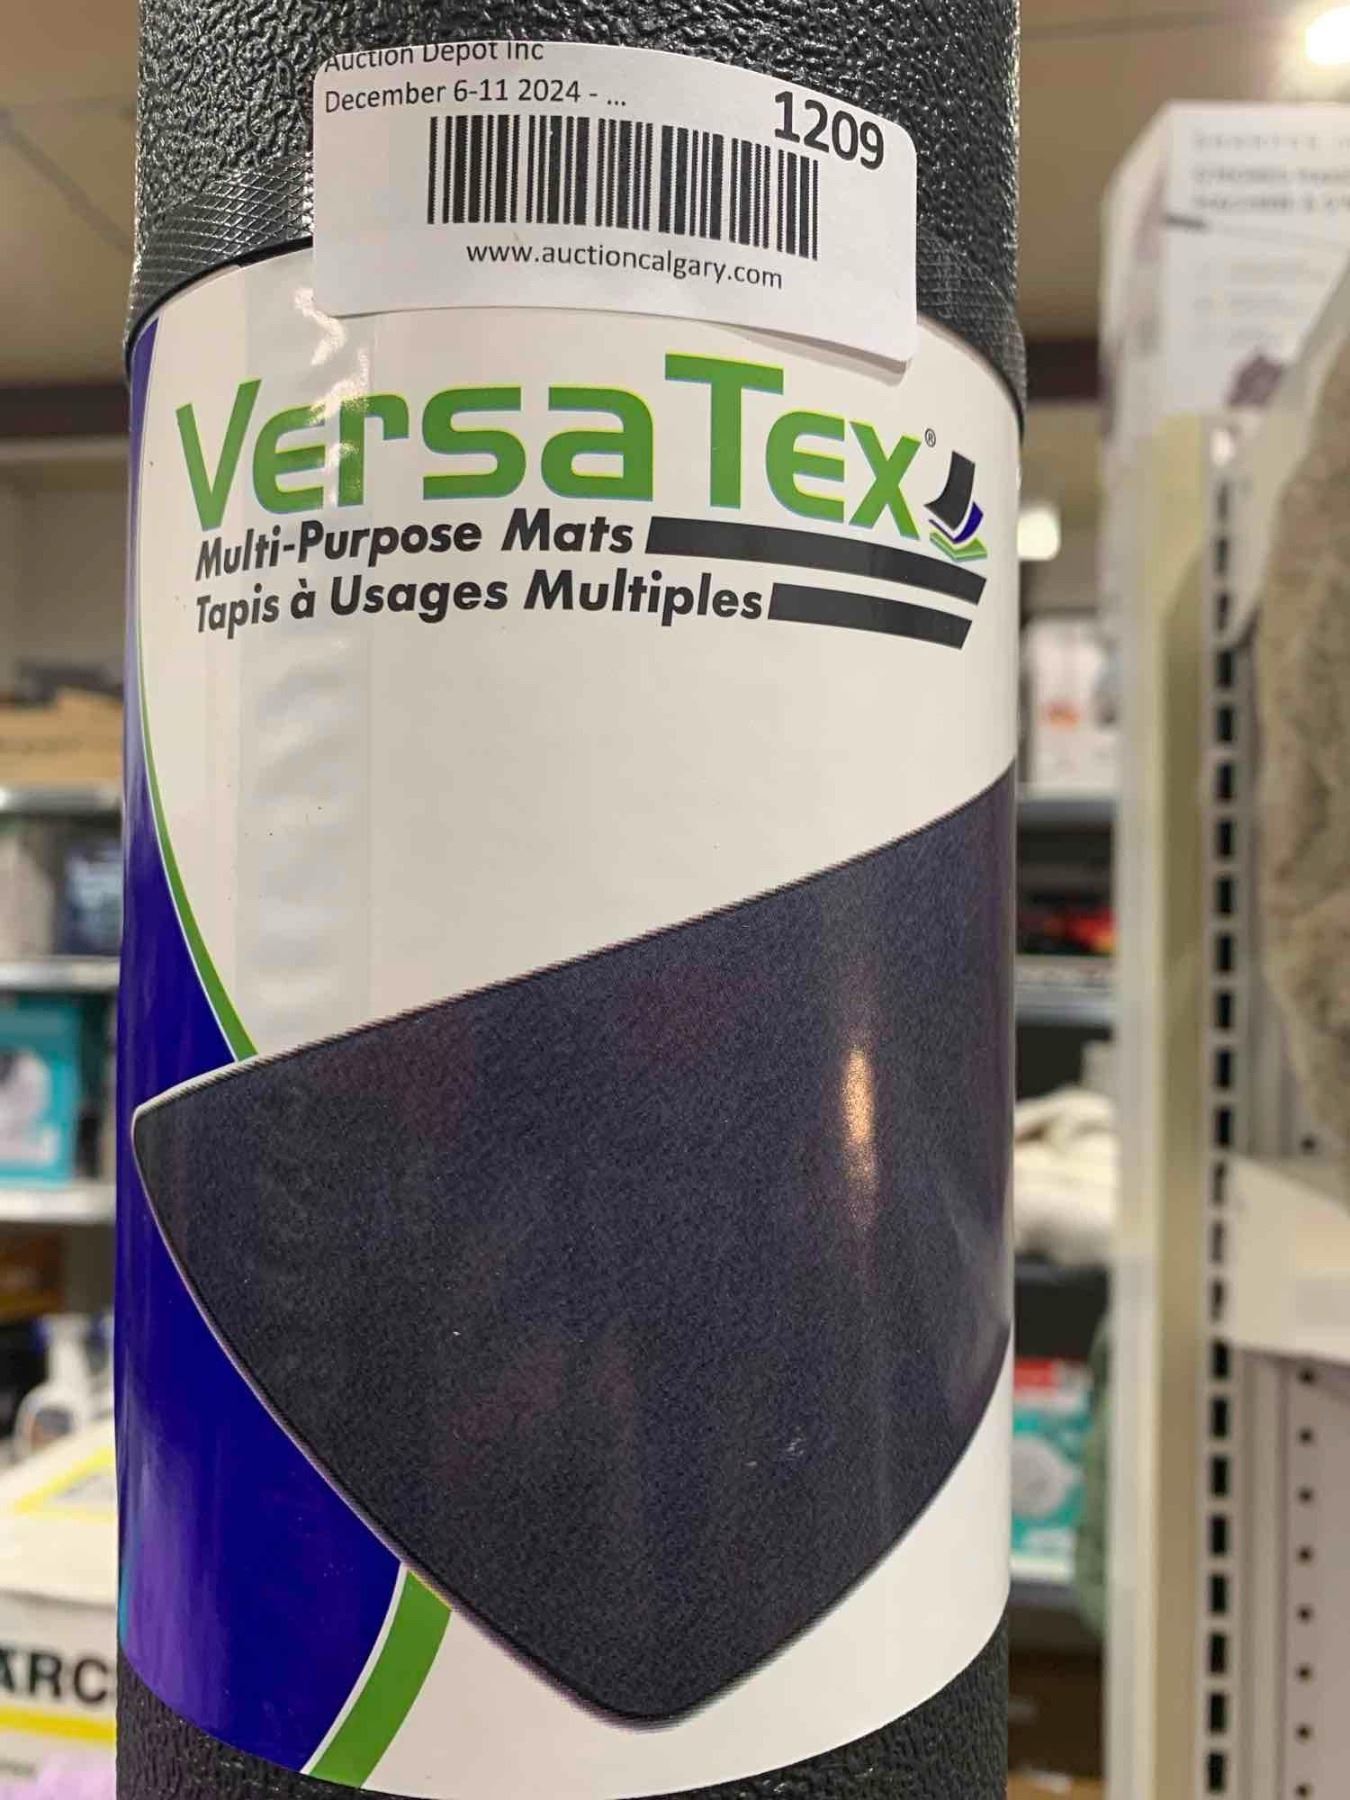 Auction Depot Inc
December 6-11 2024 - ...
1209
www.auctioncalgary.com
VersaTex®
Multi-Purpose Mats
Tapis à Usages Multiples